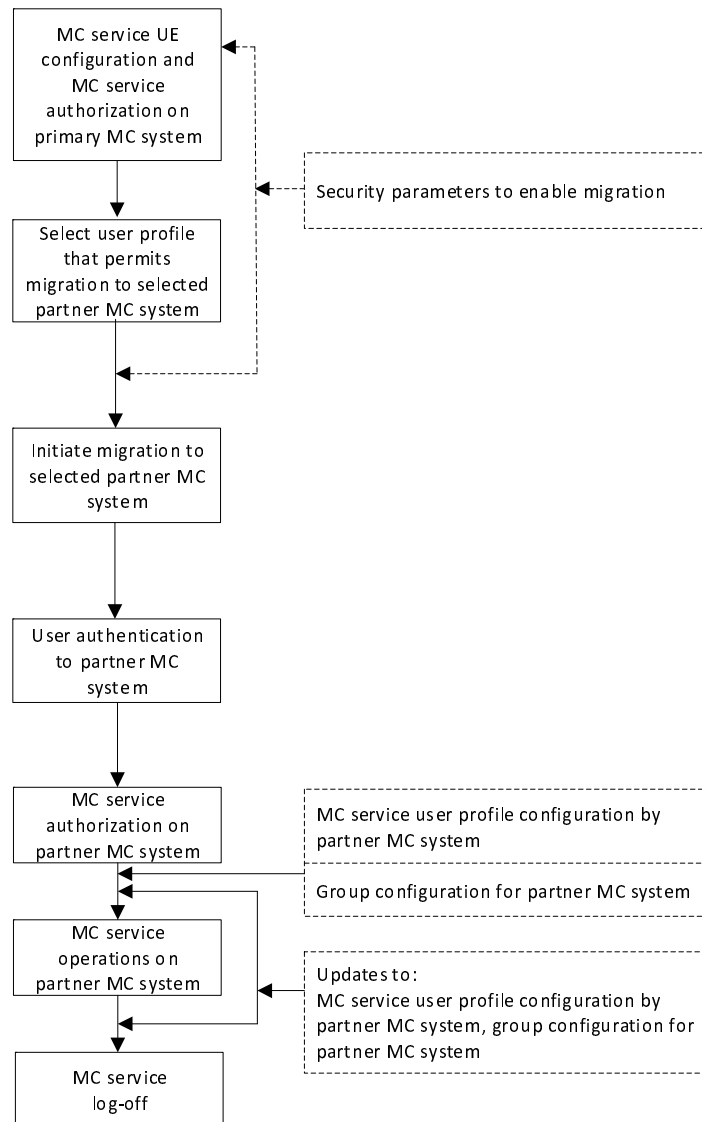 MC service UE
configuration and
MC service
authorization on
primary MC system
Security parameters to enable migration
Select user profile
that permits
migration to selected
partner MC system
Initiate migration to
selected partner MC
system
User authentication
to partner MC
system
MC service
authorization on
partner MC system
MC service user profile configuration by
partner MC system
Group configuration for partner MC system
MC service
operations on
partner MC system
Updates to:
MC service user profile configuration by
partner MC system, group configuration for
partner MC system
MC service
log-off